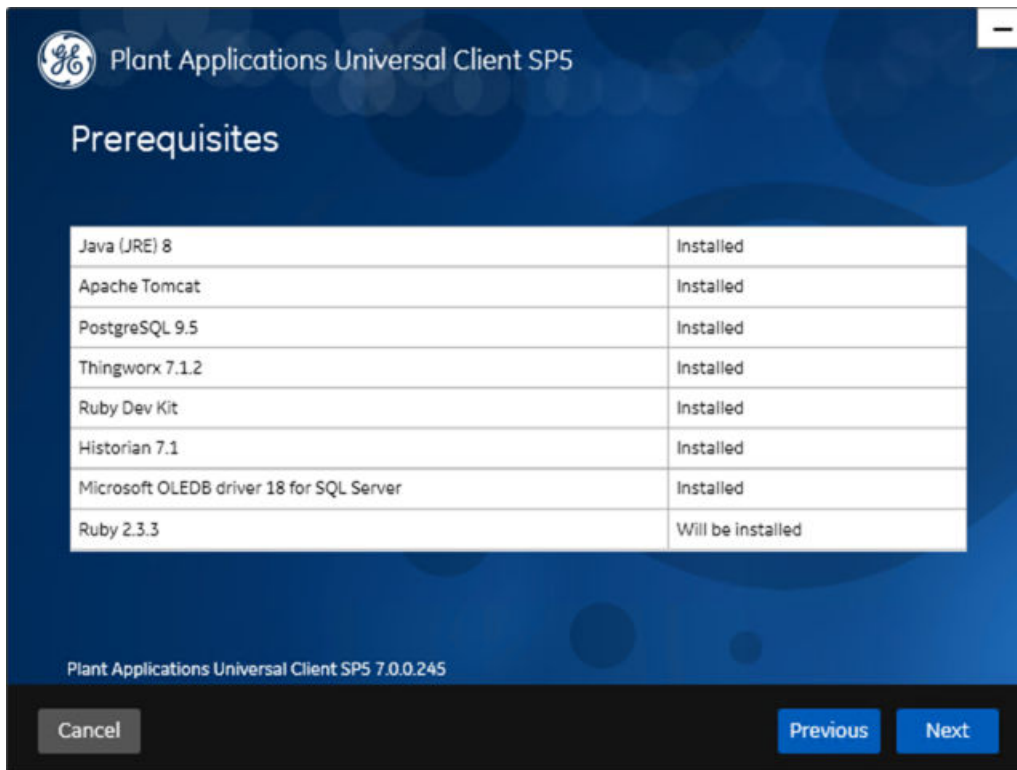 GE Plant Applications Universal Client SP5
Prerequisites
Java (JRE) 8 Installed
Apache Tomcat Installed
PostgreSQL 9.5 Installed
Thingworx 7.1.2 Installed
Ruby Dev Kit Installed
Historian 7.1 Installed
Microsoft OLEDB driver 18 for SQL Server Installed
Ruby 2.3.3 Will be installed
Plant Applications Universal Client SP5 7.0.0.245
Cancel Previous Next